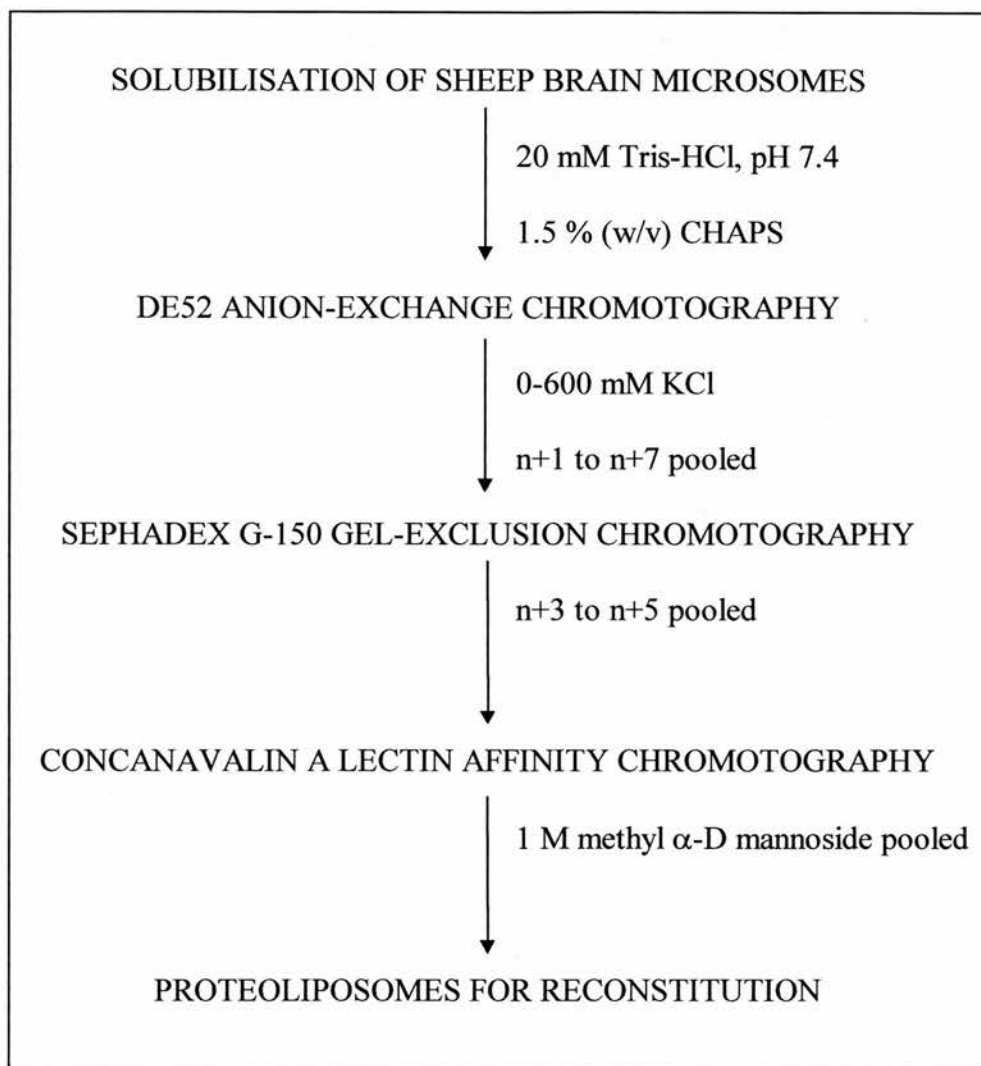 SOLUBILISATION OF SHEEP BRAIN MICROSOMES
20 mM Tris-HCl, pH 7.4
1.5 % (w/v) CHAPS
DE52 ANION-EXCHANGE CHROMOTOGRAPHY
0-600 mM KCl
n+1 to n+7 pooled
SEPHADEX G-150 GEL-EXCLUSION CHROMOTOGRAPHY
n+3 to n+5 pooled
CONCANAVALIN A LECTIN AFFINITY CHROMOTOGRAPHY
1 M methyl α-D mannoside pooled
PROTEOLIPOSOMES FOR RECONSTITUTION